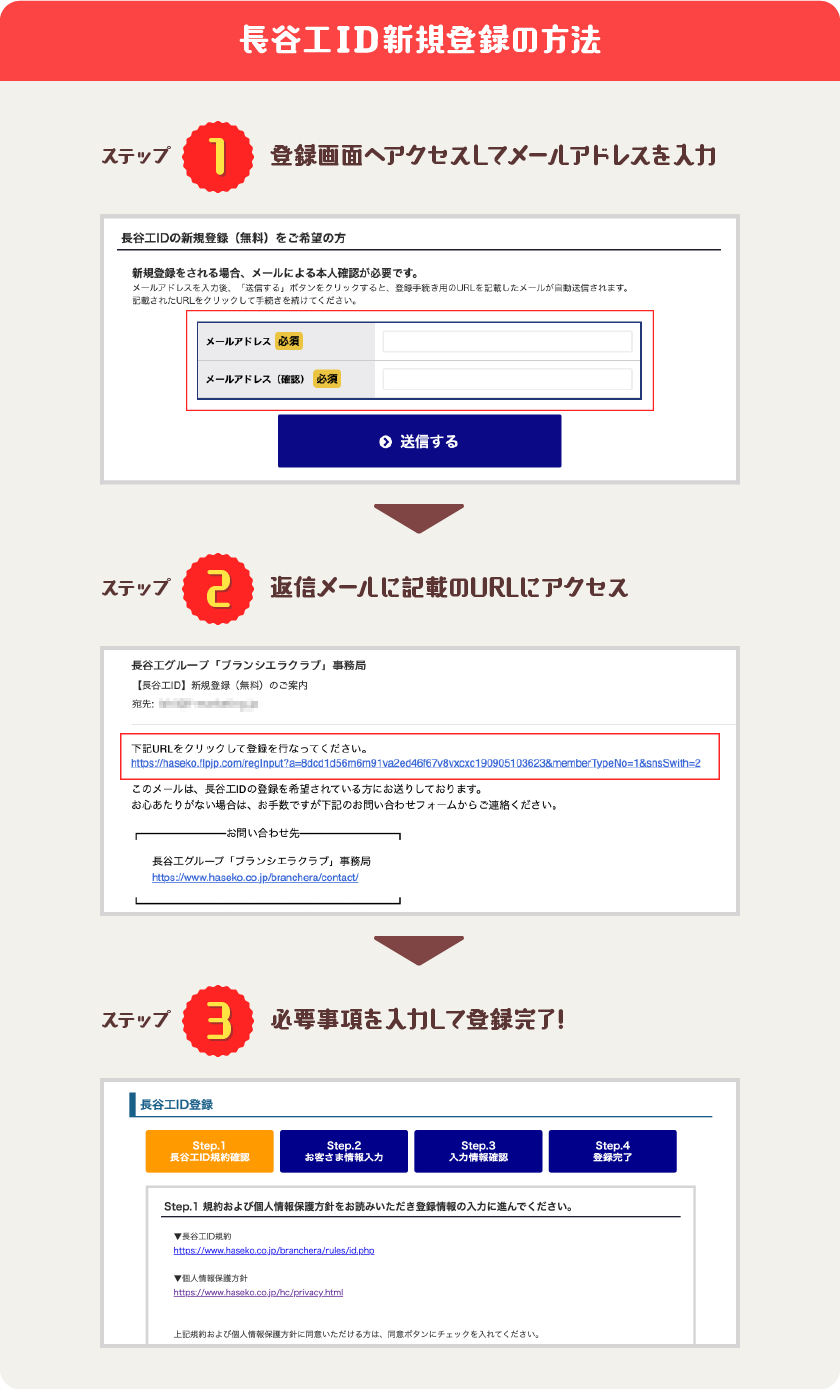 長谷工ID新規登録の方法
ステップ 1 登録画面へアクセスしてメールアドレスを入力
長谷工IDの新規登録（無料）をご希望の方
新規登録をされる場合、メールによる本人確認が必要です。
メールアドレスを入力後、「送信する」ボタンをクリックすると、登録手続き用のURLを記載したメールが自動送信されます。
記載されたURLをクリックして手続きを続けてください。
メールアドレス 必須
メールアドレス（確認） 必須
送信する
ステップ 2 返信メールに記載のURLにアクセス
長谷工グループ「ブランシエラクラブ」事務局
【長谷工ID】新規登録（無料）のご案内
宛先:
下記URLをクリックして登録を行なってください。
https://haseko.f1pjp.com/regInput?a=8dcd1d56m6m91va2ed46f67v8vxcxc190905103623&memberTypeNo=1&snsSwith=2
このメールは、長谷工IDの登録を希望されている方にお送りしております。
お心あたりがない場合は、お手数ですが下記のお問い合わせフォームからご連絡ください。
お問い合わせ先
長谷工グループ「ブランシエラクラブ」事務局
https://www.haseko.co.jp/branchera/contact/
ステップ 3 必要事項を入力して登録完了!
長谷工ID登録
Step.1 Step.2 Step.3 Step.4
長谷工ID規約確認 お客さま情報入力 入力情報確認 登録完了
Step.1 規約および個人情報保護方針をお読みいただき登録情報の入力に進んでください。
▼長谷工ID規約
https://www.haseko.co.jp/branchera/rules/id.php
▼個人情報保護方針
https://www.haseko.co.jp/hc/privacy.html
上記規約および個人情報保護方針に同意いただける方は、同意ボタンにチェックを入れてください。